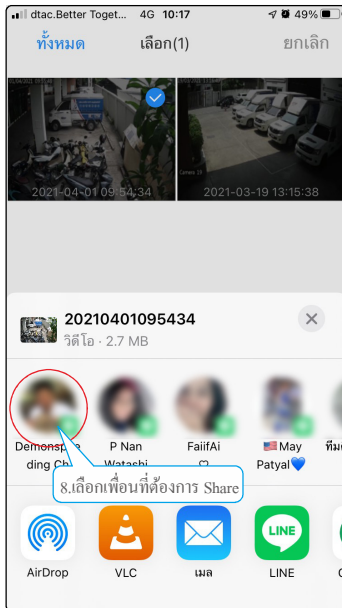 dtac.Better Toget... 4G 10:17 49%
ทั้งหมด เลือก(1) ยกเลิก
2021-04-01 09:54:34 2021-03-19 13:15:38
20210401095434
วิดีโอ · 2.7 MB
P Nan FaiifAi 🇺🇸May
Watashi Patyal💙
8.เลือกเพื่อนที่ต้องการ Share
AirDrop VLC เมล LINE